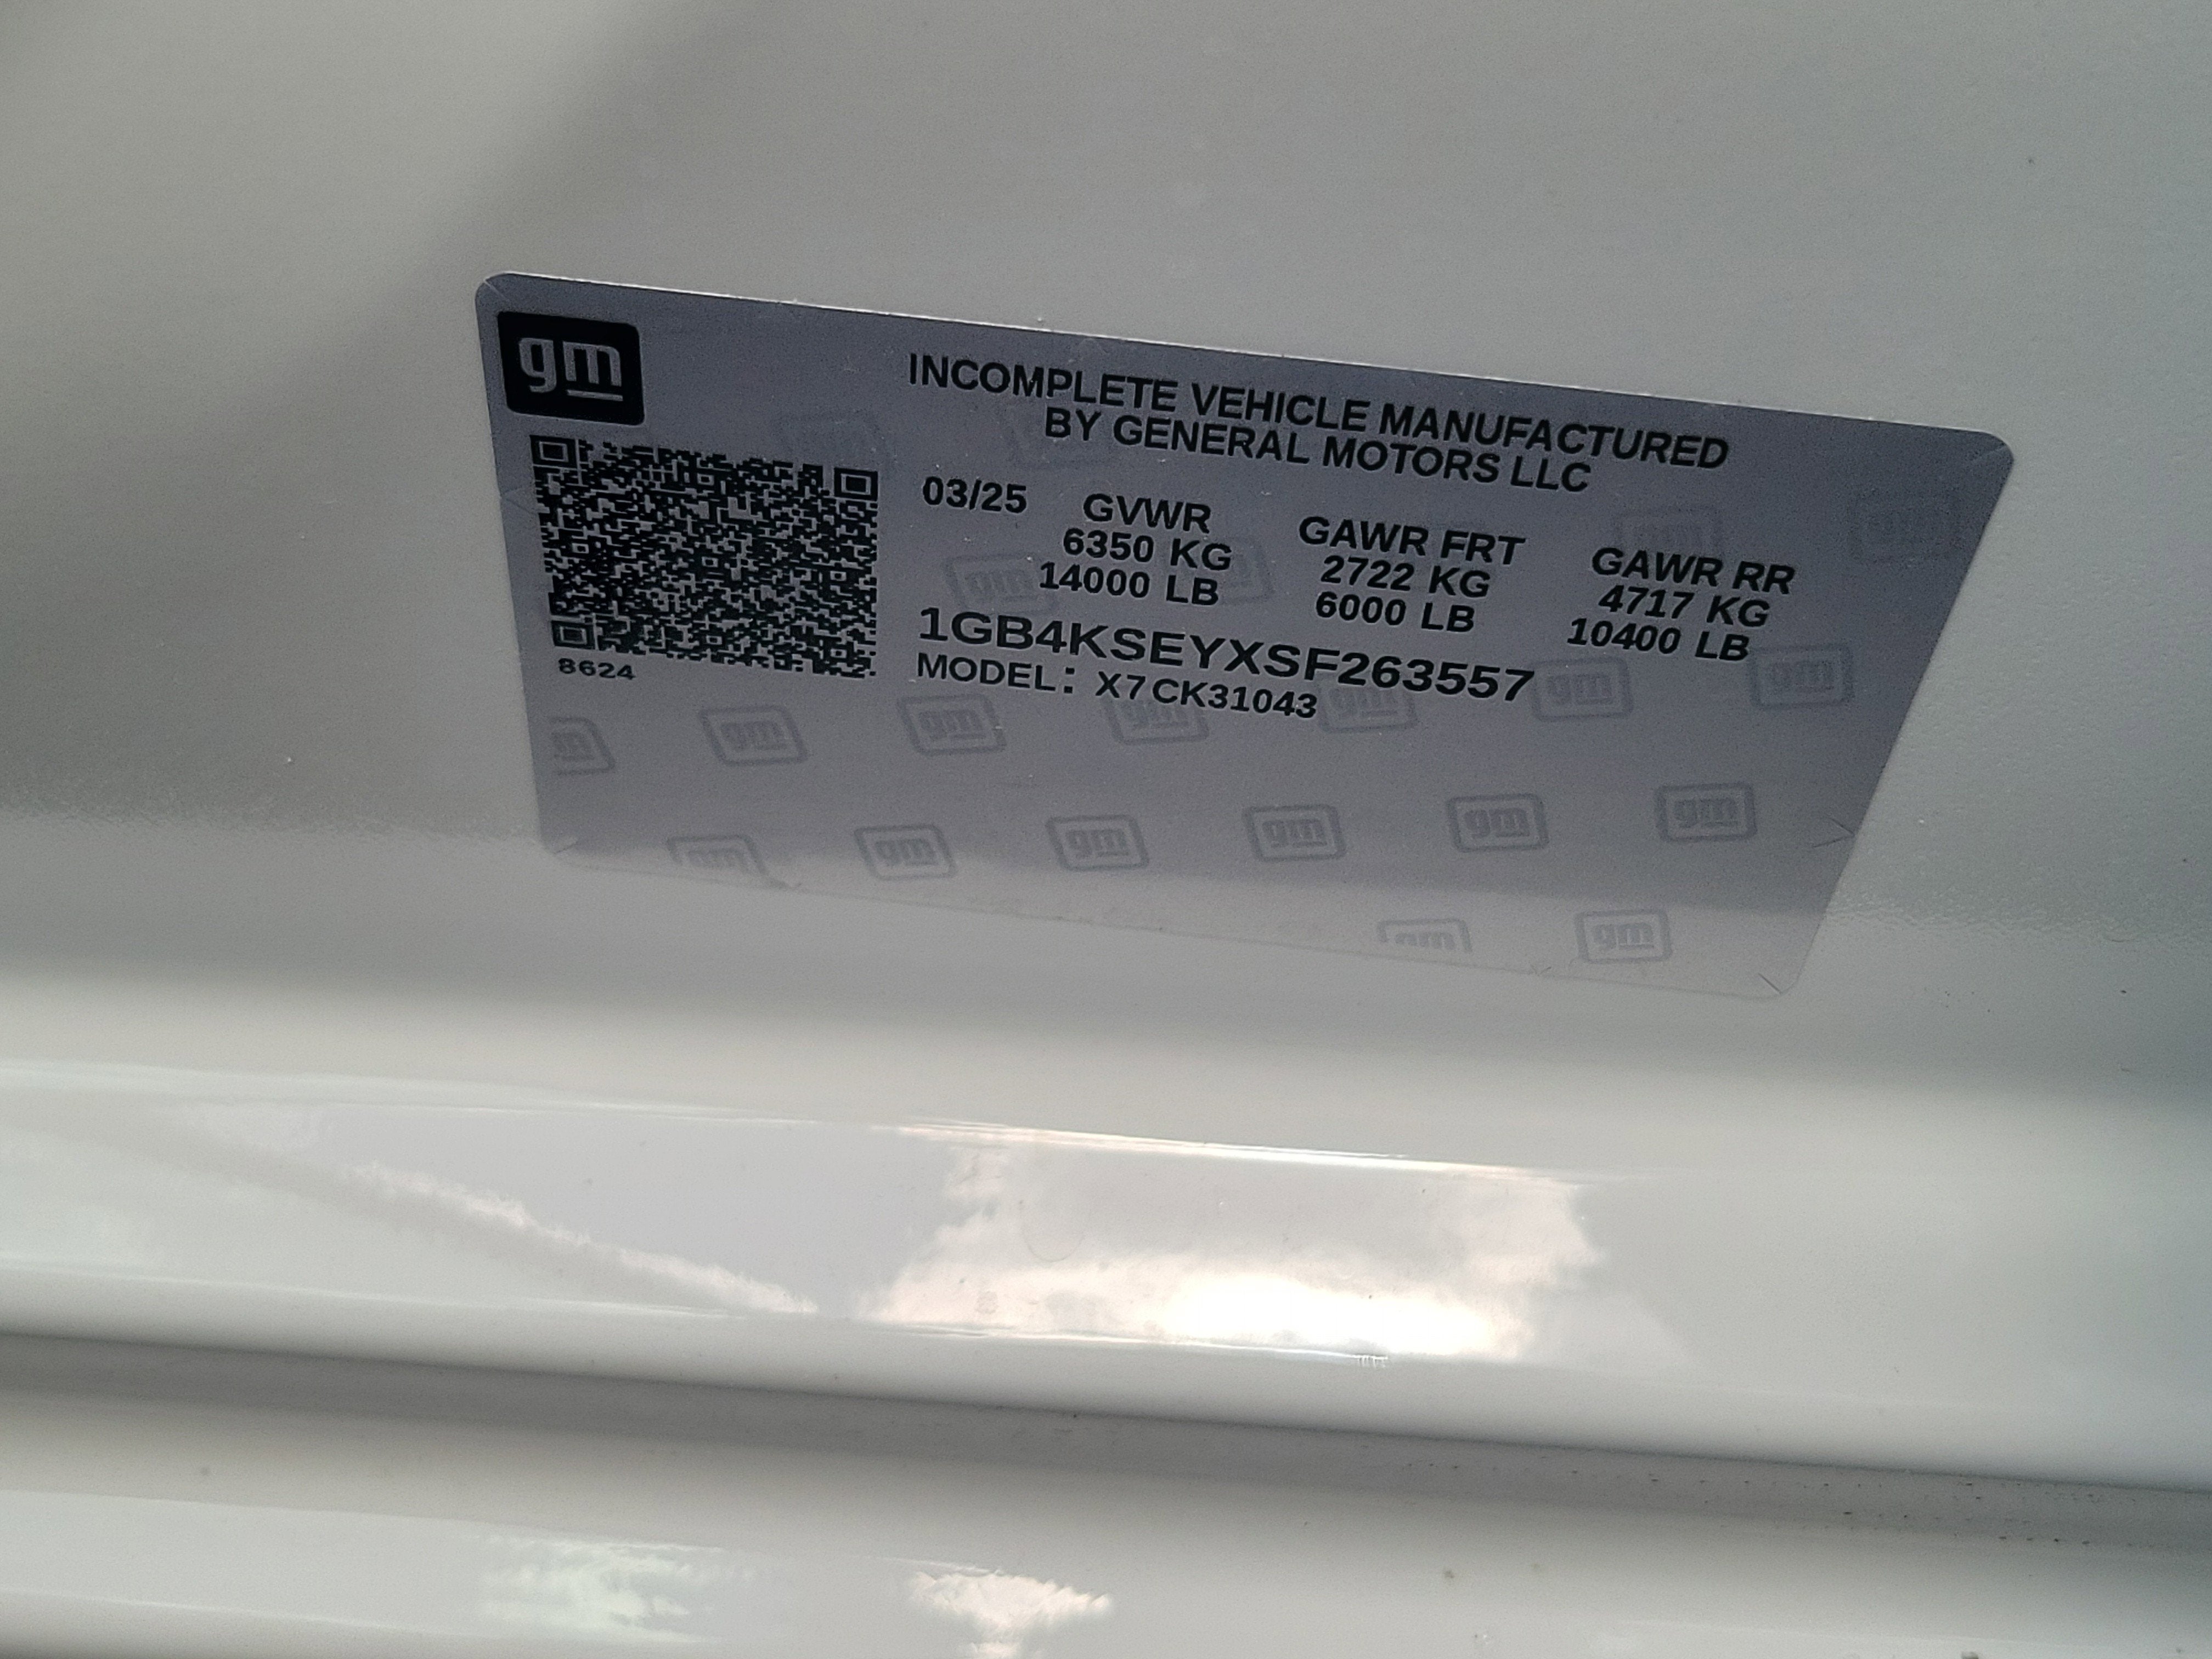 gm
INCOMPLETE VEHICLE MANUFACTURED
BY GENERAL MOTORS LLC
03/25 GVWR GAWR FRT GAWR RR
6350 KG 2722 KG 4717 KG
14000 LB 6000 LB 10400 LB
1GB4KSEYXSF263557
MODEL: X7CK31043
8624